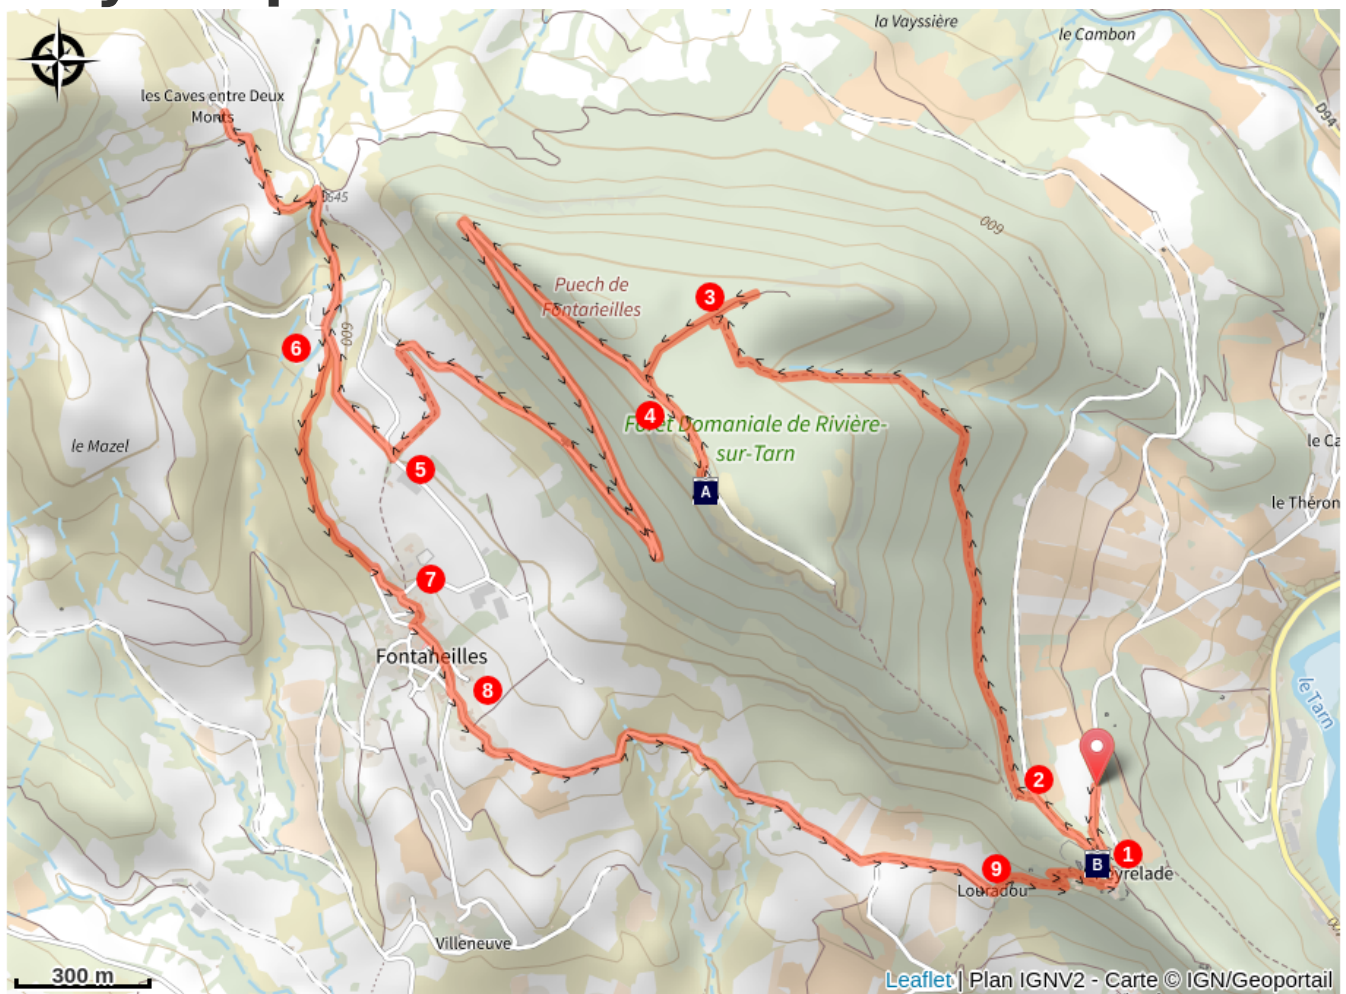 la Vayssière
le Cambon
les Caves entre Deux
Monts
D94
645
600
Puech de
Fontaneilles
3
6
600
4
Forêt Domaniale de Rivière-
sur-Tarn
le Mazel
5
A
le Théron
7
Fontaneilles
8
le Tarn
2
1
B
9
Louradou
Villeneuve
300 m
Leaflet | Plan IGNV2 - Carte © IGN/Geoportail